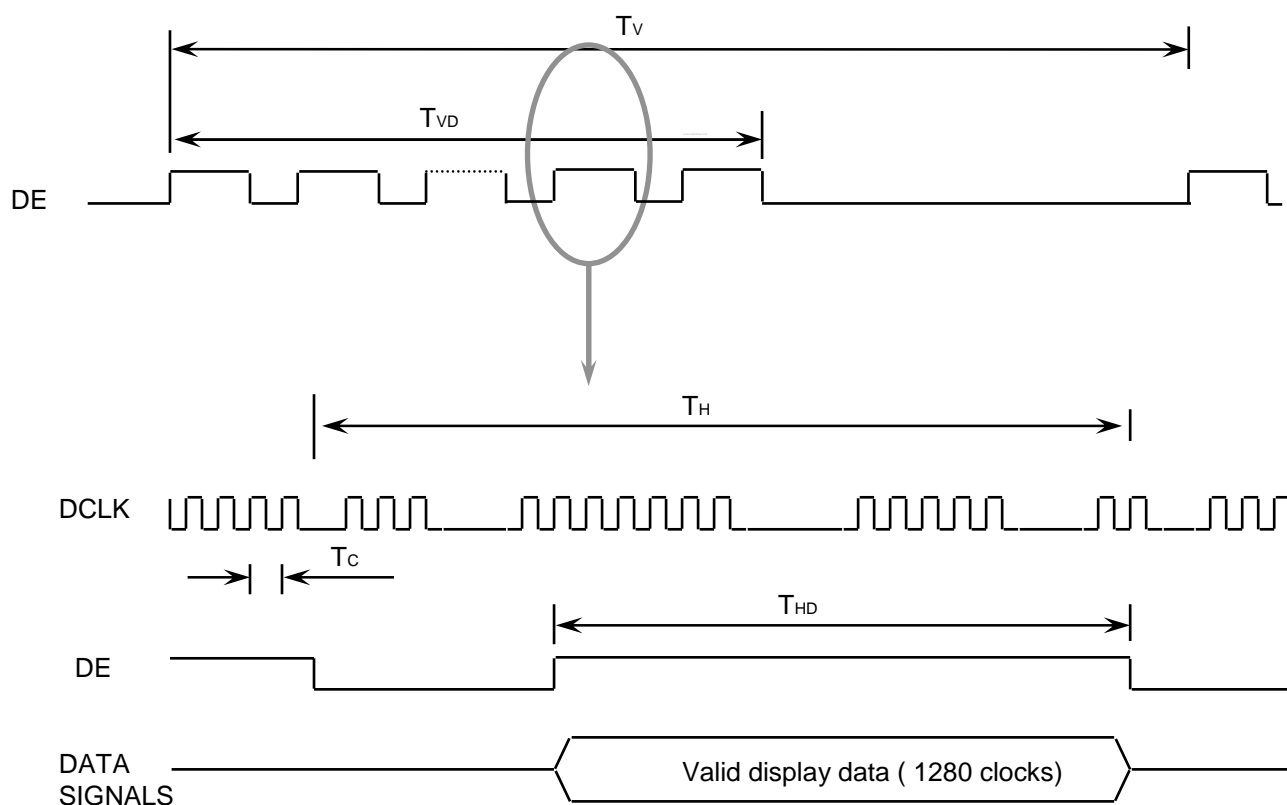 TV
TVD
DE
TH
DCLK
TC
THD
DE
DATA
SIGNALS
Valid display data ( 1280 clocks)